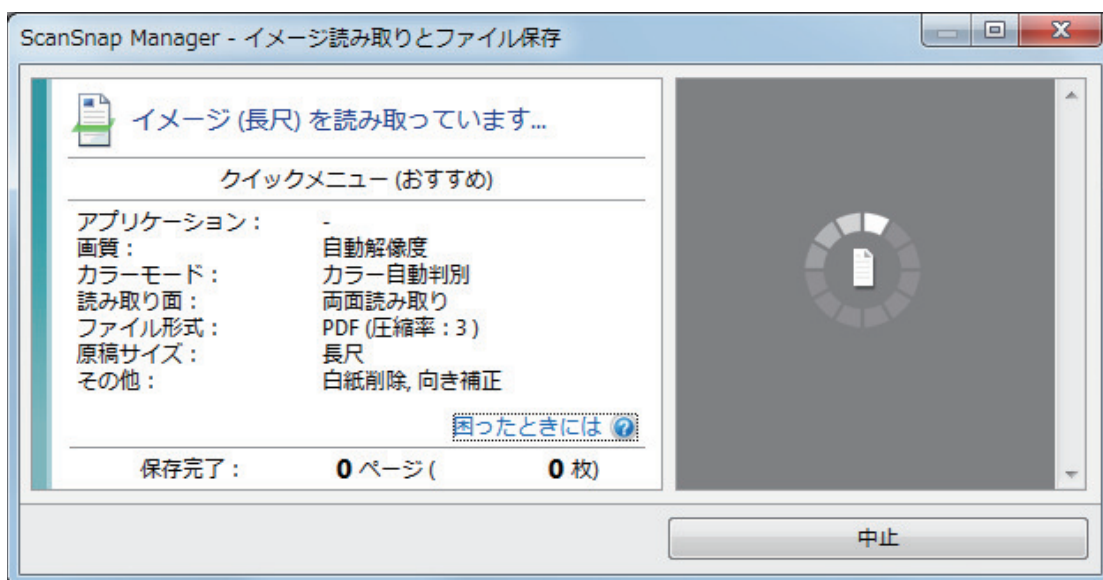 ScanSnap Manager - イメージ読み取りとファイル保存
イメージ (長尺) を読み取っています...
クイックメニュー (おすすめ)
アプリケーション： -
画質： 自動解像度
カラーモード： カラー自動判別
読み取り面： 両面読み取り
ファイル形式： PDF (圧縮率：3 )
原稿サイズ： 長尺
その他： 白紙削除, 向き補正
困ったときには ?
保存完了： 0 ページ ( 0 枚)
中止